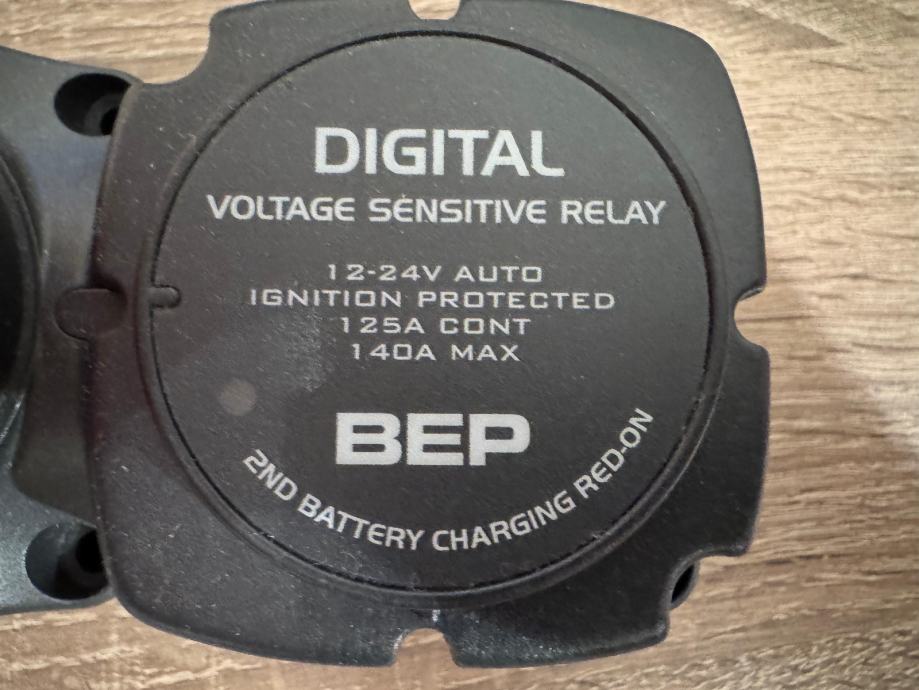 DIGITAL
VOLTAGE SENSITIVE RELAY
12-24V AUTO
IGNITION PROTECTED
125A CONT
140A MAX
BEP
2ND BATTERY CHARGING RED-ON